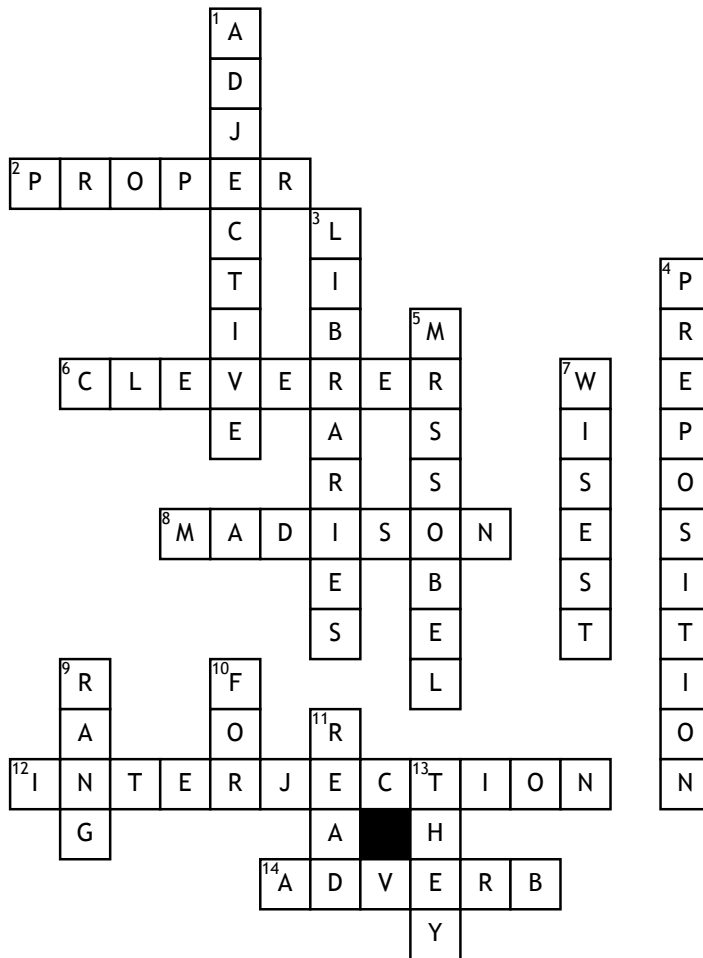 1 A
D
J
2 P R O P E R
C 3 L
T I 4 P
I B 5 M R
6 C L E V E R E R 7 W E
E A S I P
R S S O
8 M A D I S O N E S
E B S I
S E T T
9 R 10 F L I
A O 11 R O
12 I N T E R J E C 13 T I O N N
G A H
14 A D V E R B
Y